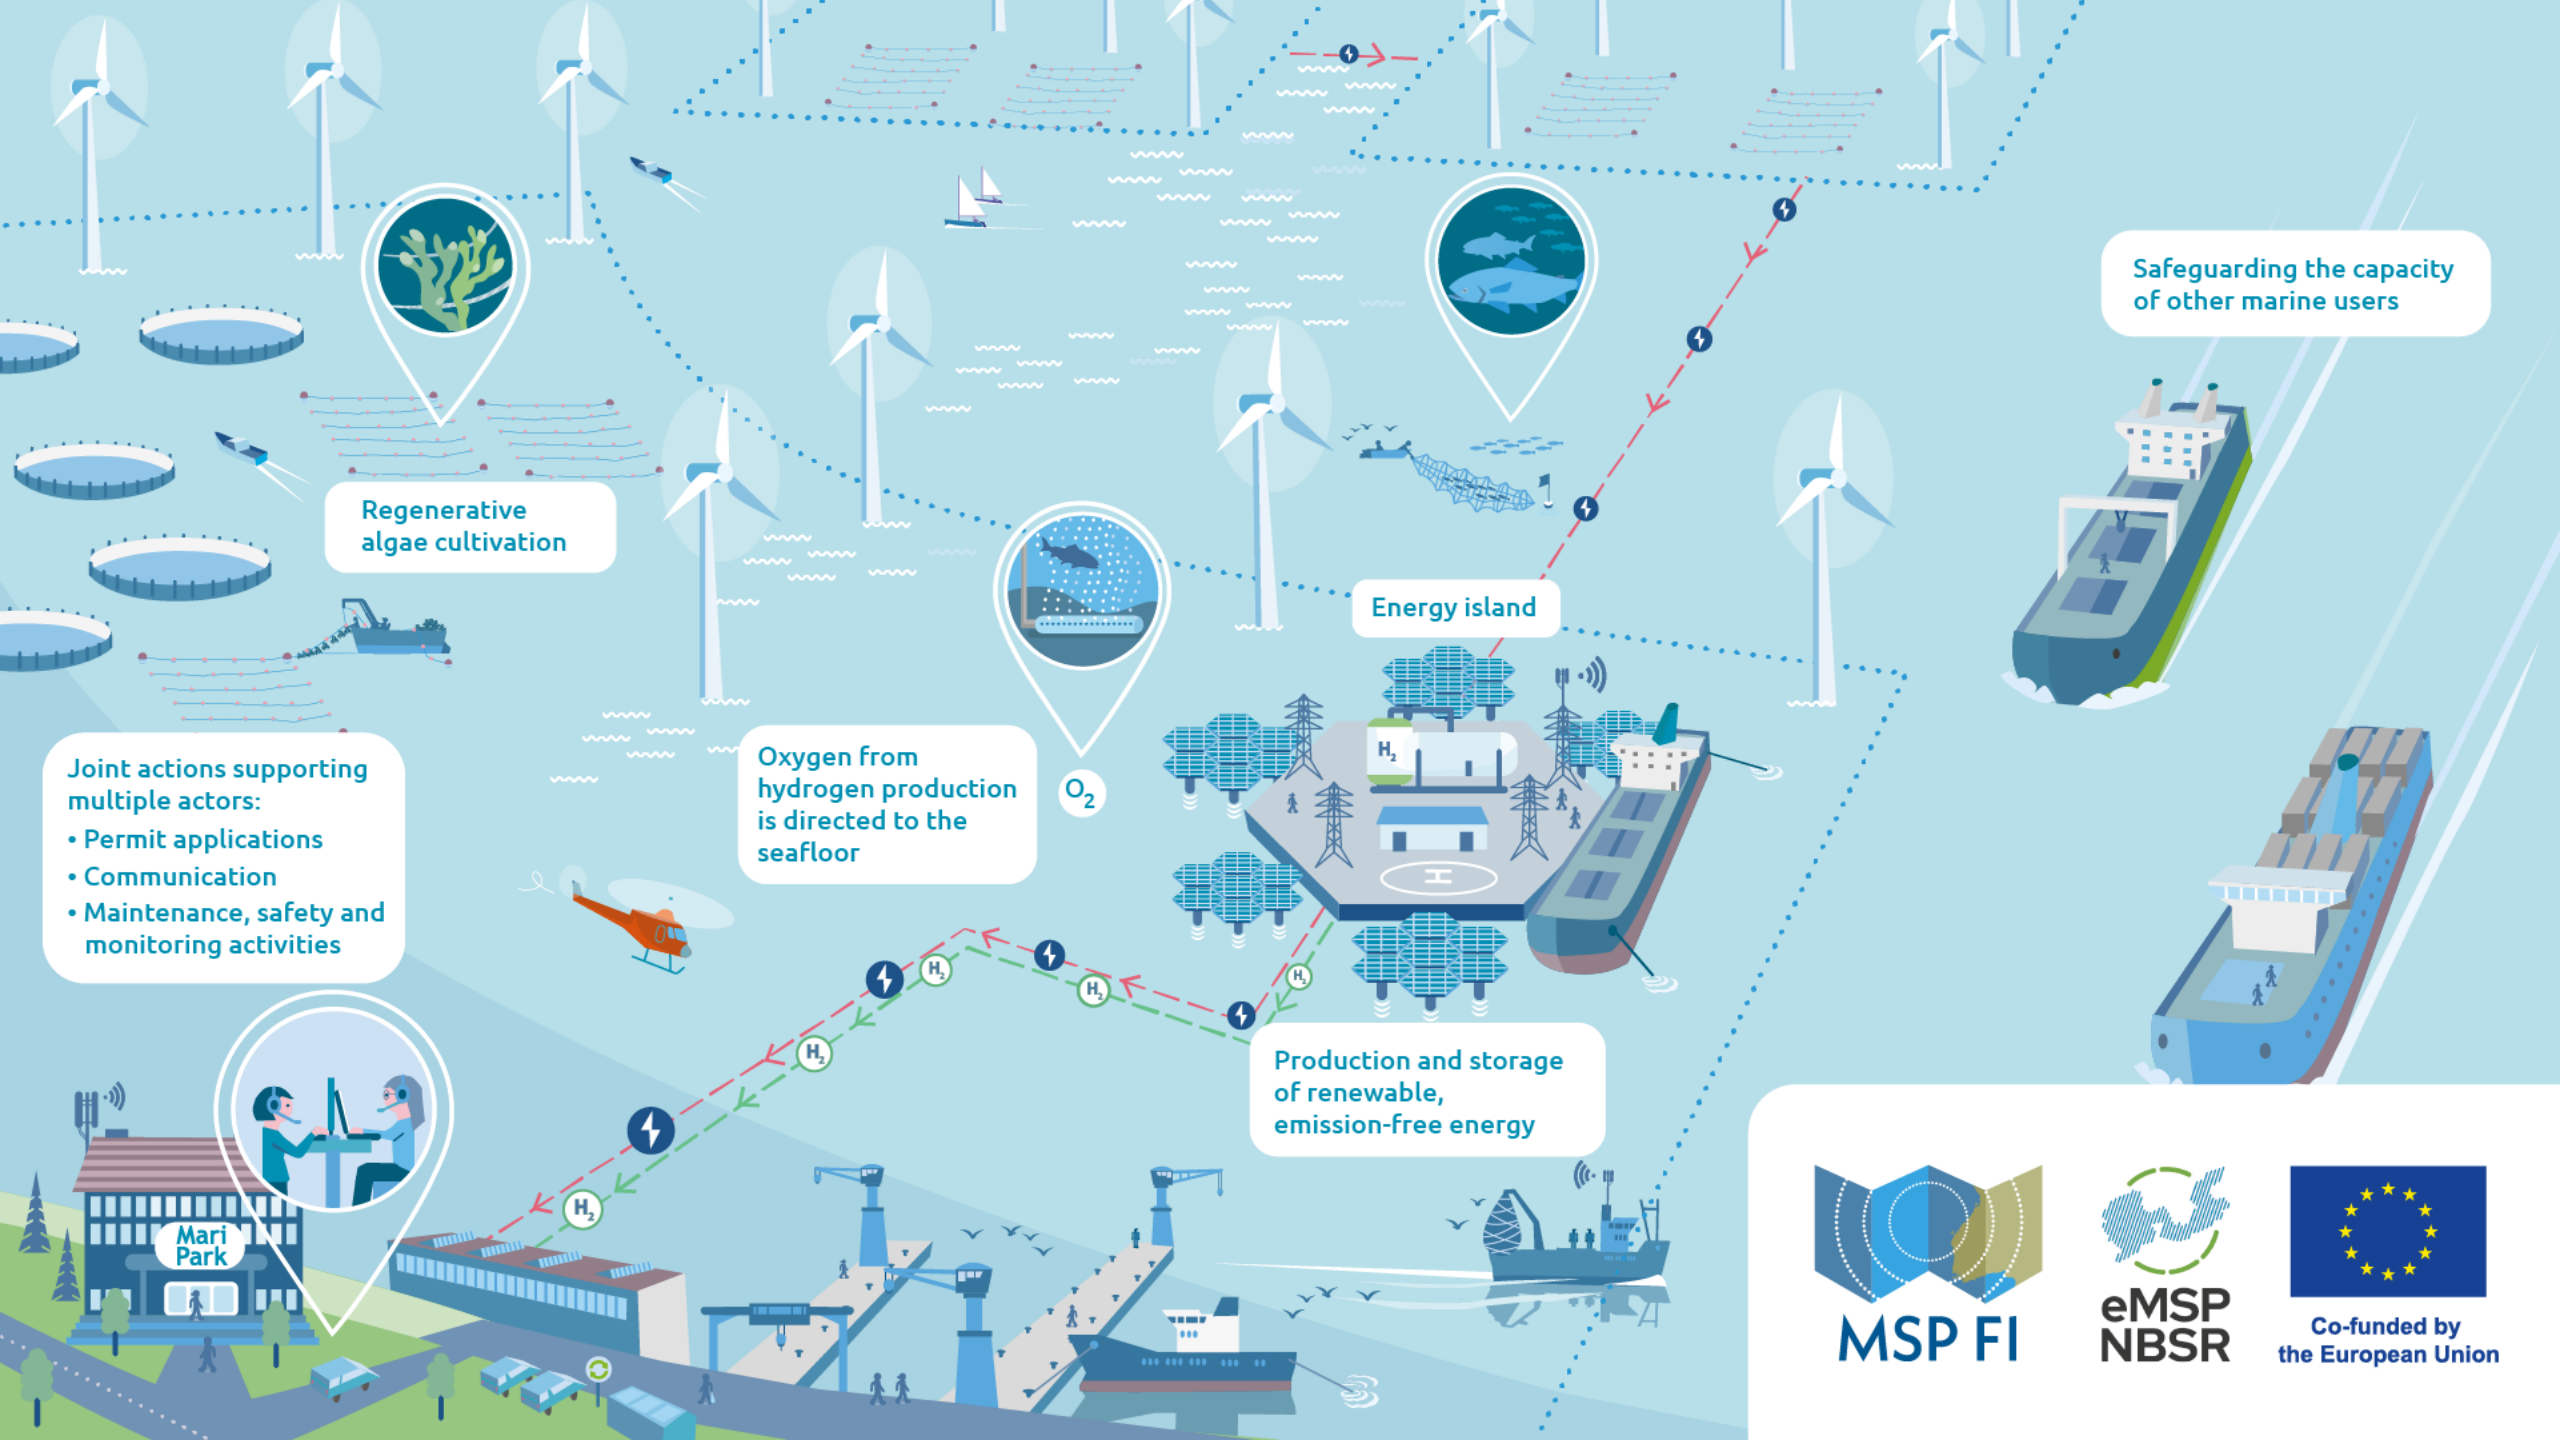 Safeguarding the capacity
of other marine users
Regenerative
algae cultivation
Energy island
H₂
H
Oxygen from
hydrogen production
is directed to the
seafloor
O₂
Joint actions supporting
multiple actors:
• Permit applications
• Communication
• Maintenance, safety and
monitoring activities
H₂
H₂
H₂
H₂
H₂
Production and storage
of renewable,
emission-free energy
Mari
Park
MSP FI
eMSP
NBSR
Co-funded by
the European Union